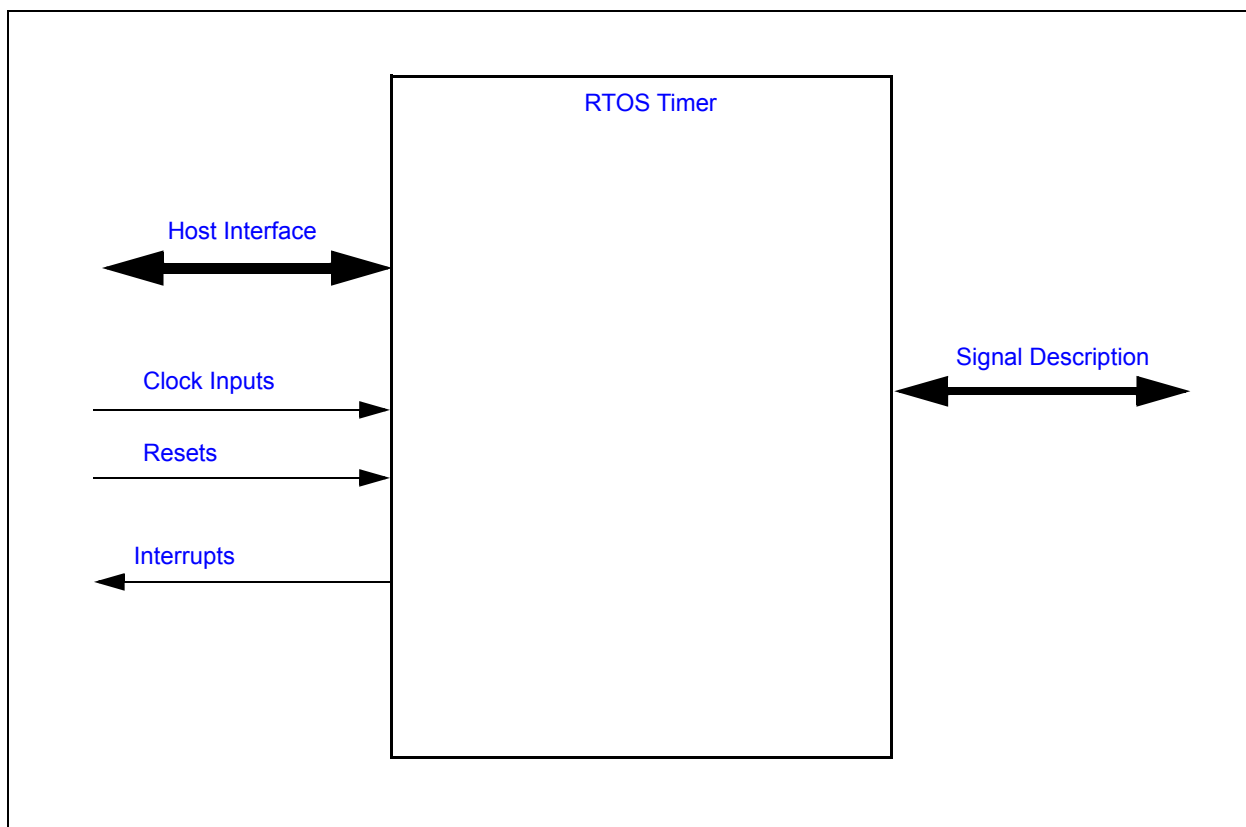 RTOS Timer
Host Interface
Signal Description
Clock Inputs
Resets
Interrupts